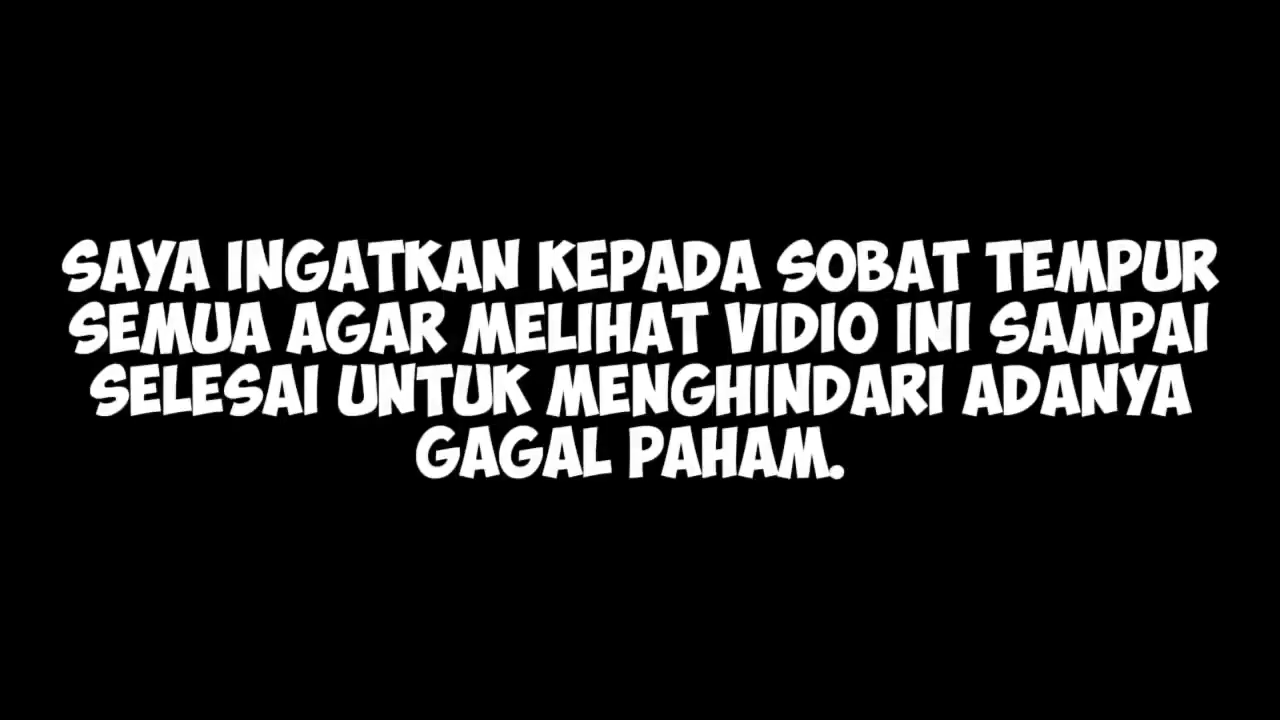 SAYA INGATKAN KEPADA SOBAT TEMPUR
SEMUA AGAR MELIHAT VIDIO INI SAMPAI
SELESAI UNTUK MENGHINDARI ADANYA
GAGAL PAHAM.